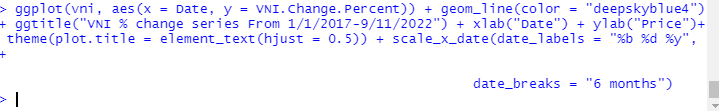 > ggplot(vni, aes(x = Date, y = VNI.Change.Percent)) + geom_line(color = "deepskyblue4")
+ ggtitle("VNI % change series From 1/1/2017-9/11/2022") + xlab("Date") + ylab("Price")+
theme(plot.title = element_text(hjust = 0.5)) + scale_x_date(date_labels = "%b %d %y",
+
date_breaks = "6 months")
>